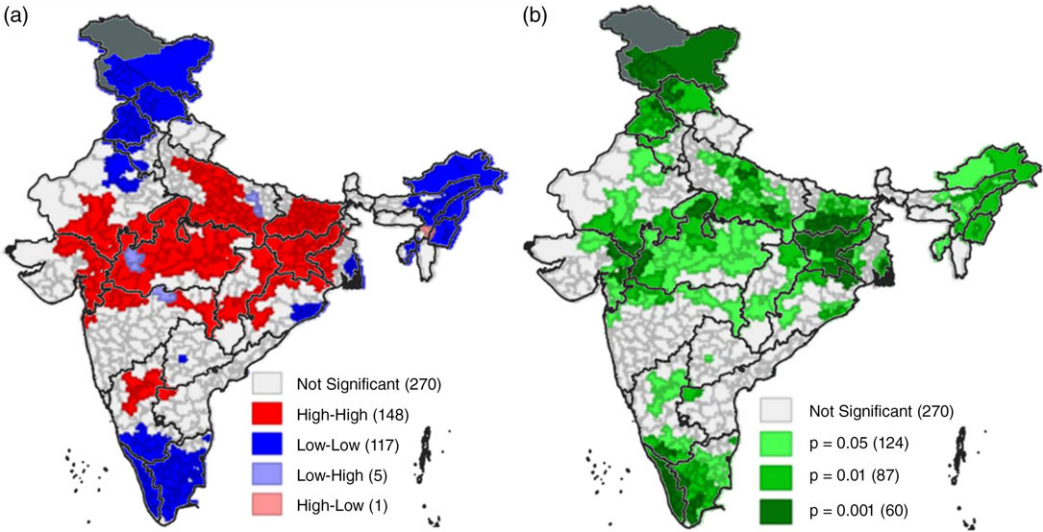 (a)
Not Significant (270)
High-High (148)
Low-Low (117)
Low-High (5)
High-Low (1)
(b)
Not Significant (270)
p = 0.05 (124)
p = 0.01 (87)
p = 0.001 (60)